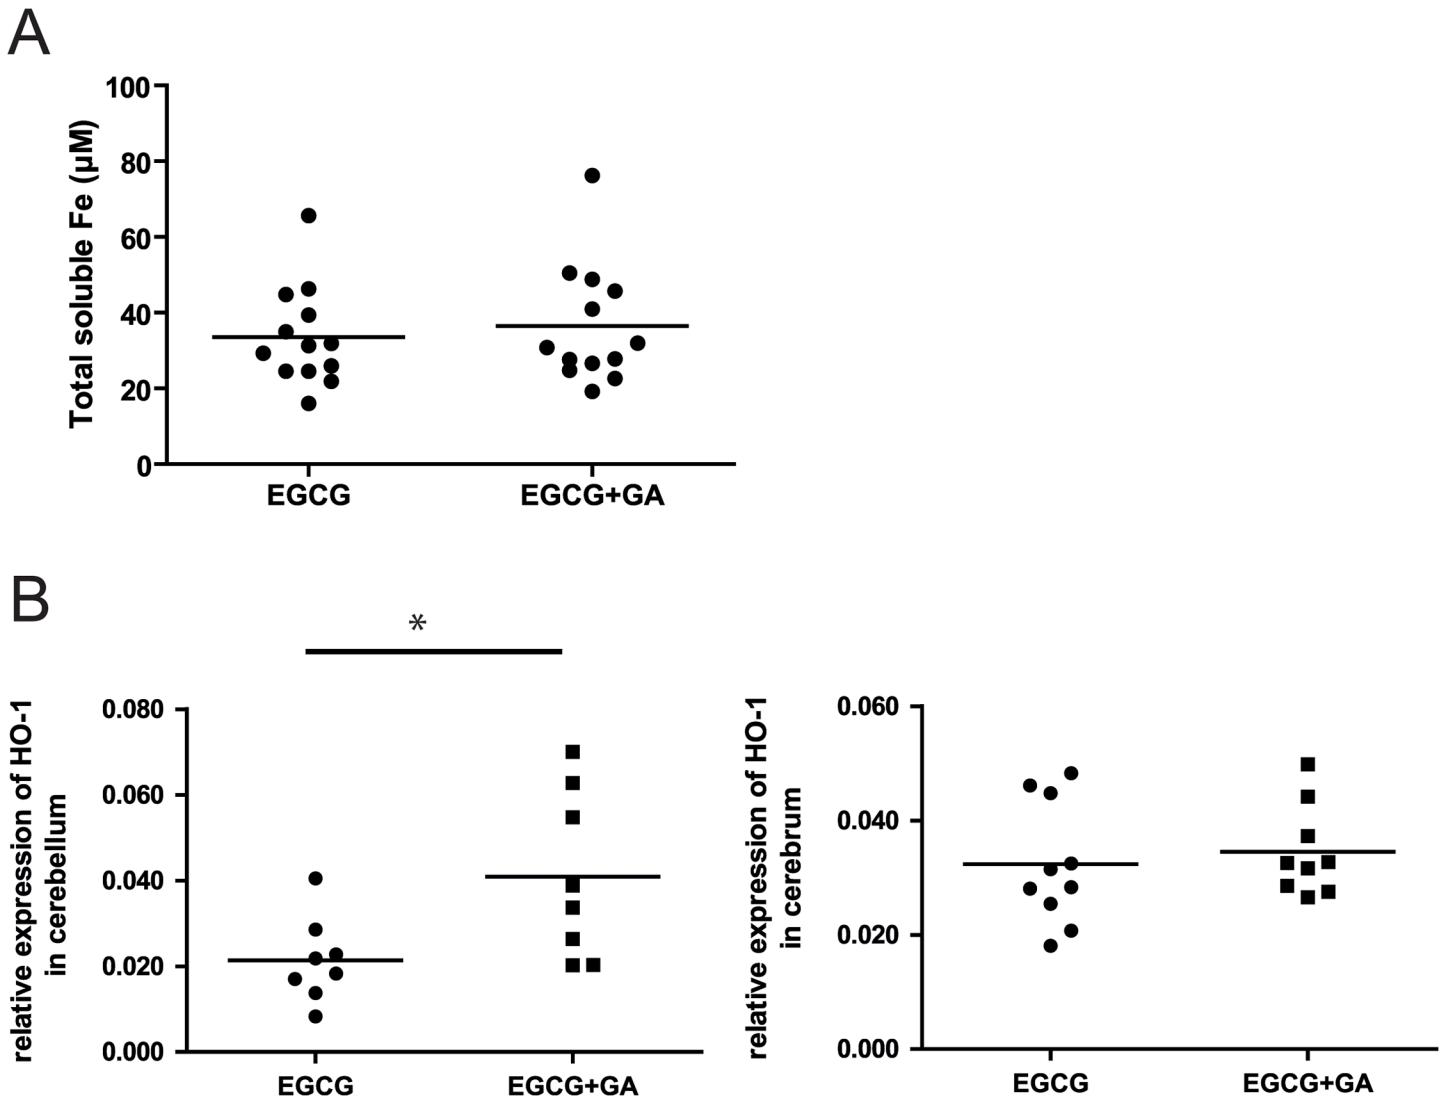 A
Total soluble Fe (µM)
100
80
60
40
20
0
EGCG
EGCG+GA
B
*
relative expression of HO-1
in cerebellum
0.080
0.060
0.040
0.020
0.000
EGCG
EGCG+GA
relative expression of HO-1
in cerebrum
0.060
0.040
0.020
0.000
EGCG
EGCG+GA